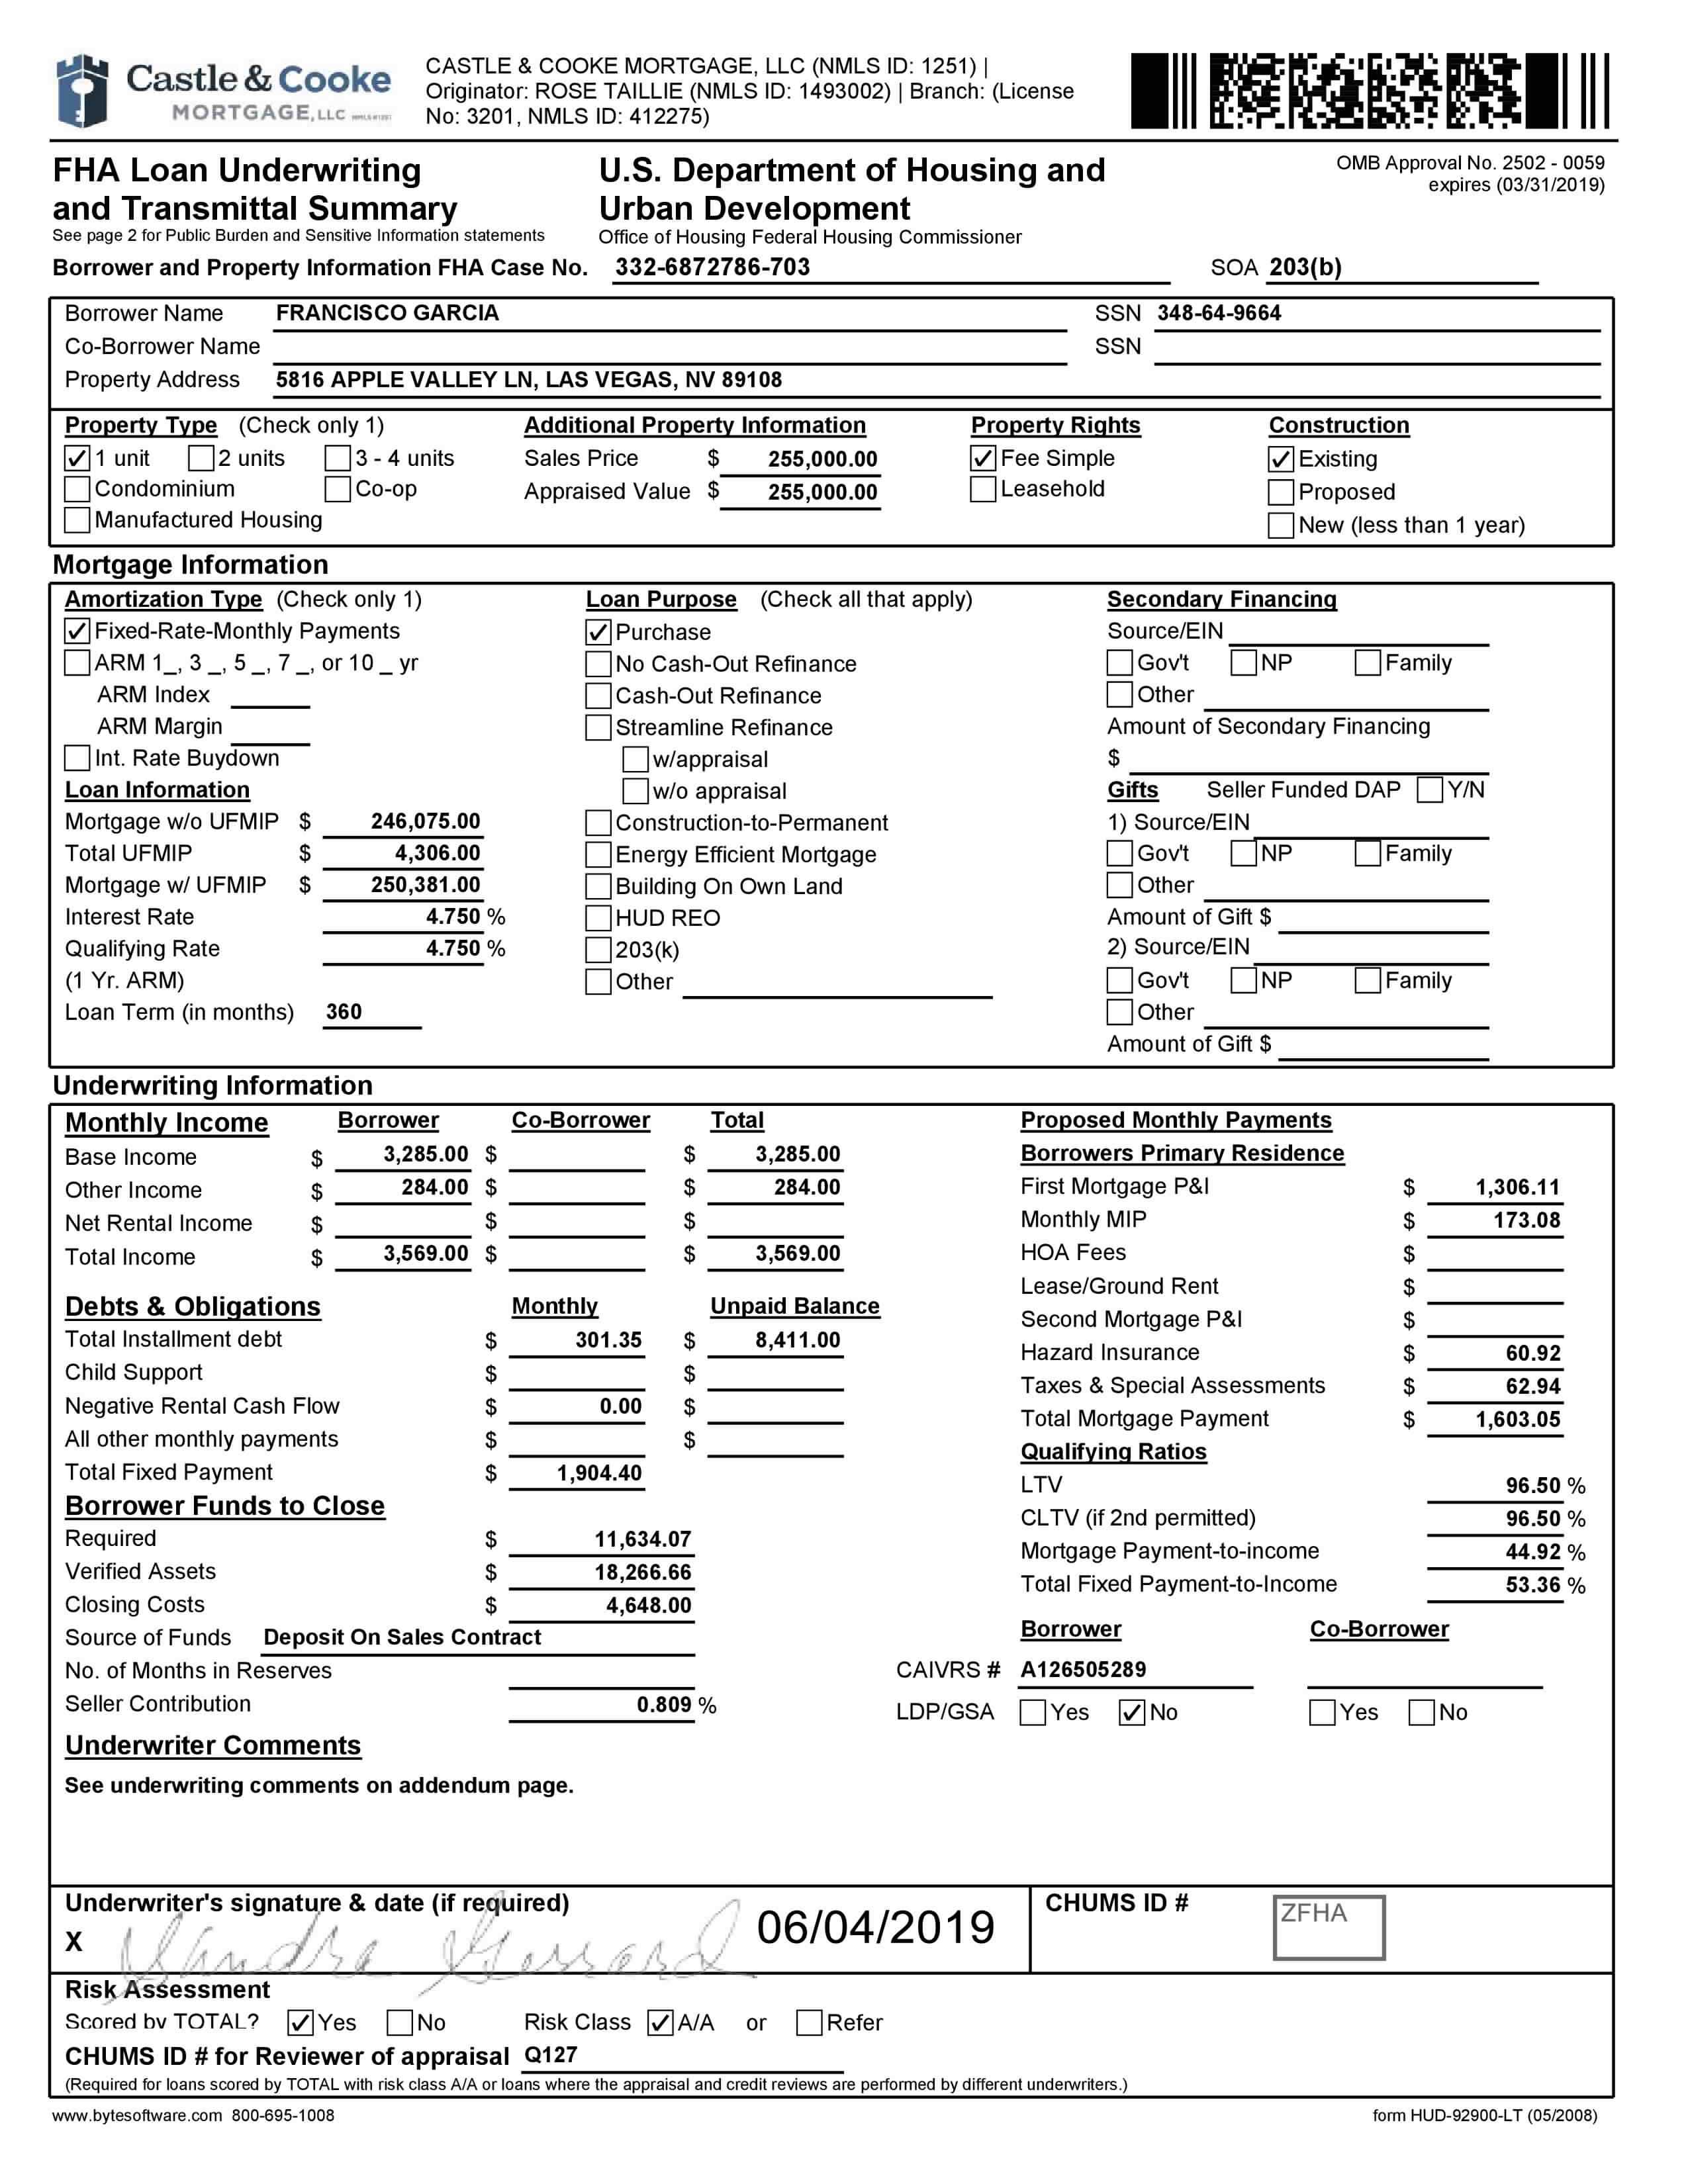 Castle & Cooke
MORTGAGE, LLC
CASTLE & COOKE MORTGAGE, LLC (NMLS ID: 1251) |
Originator: ROSE TAILLIE (NMLS ID: 1493002) | Branch: (License
No: 3201, NMLS ID: 412275)
FHA Loan Underwriting
and Transmittal Summary
See page 2 for Public Burden and Sensitive Information statements
U.S. Department of Housing and
Urban Development
Office of Housing Federal Housing Commissioner
OMB Approval No. 2502 - 0059
expires (03/31/2019)
Borrower and Property Information FHA Case No. 332-6872786-703 SOA 203(b)
Borrower Name FRANCISCO GARCIA SSN 348-64-9664
Co-Borrower Name SSN
Property Address 5816 APPLE VALLEY LN, LAS VEGAS, NV 89108
Property Type (Check only 1)
✓ 1 unit 2 units 3 - 4 units
Condominium Co-op
Manufactured Housing
Additional Property Information
Sales Price $ 255,000.00
Appraised Value $ 255,000.00
Property Rights
✓ Fee Simple
Leasehold
Construction
✓ Existing
Proposed
New (less than 1 year)
Mortgage Information
Amortization Type (Check only 1)
✓ Fixed-Rate-Monthly Payments
ARM 1_, 3 _, 5 _, 7 _, or 10 _ yr
ARM Index
ARM Margin
Int. Rate Buydown
Loan Information
Mortgage w/o UFMIP $ 246,075.00
Total UFMIP $ 4,306.00
Mortgage w/ UFMIP $ 250,381.00
Interest Rate 4.750 %
Qualifying Rate 4.750 %
(1 Yr. ARM)
Loan Term (in months) 360
Loan Purpose (Check all that apply)
✓ Purchase
No Cash-Out Refinance
Cash-Out Refinance
Streamline Refinance
w/appraisal
w/o appraisal
Construction-to-Permanent
Energy Efficient Mortgage
Building On Own Land
HUD REO
203(k)
Other
Secondary Financing
Source/EIN
Gov't NP Family
Other
Amount of Secondary Financing
$
Gifts Seller Funded DAP Y/N
1) Source/EIN
Gov't NP Family
Other
Amount of Gift $
2) Source/EIN
Gov't NP Family
Other
Amount of Gift $
Underwriting Information
Monthly Income Borrower Co-Borrower Total
Base Income $ 3,285.00 $ $ 3,285.00
Other Income $ 284.00 $ $ 284.00
Net Rental Income $ $ $
Total Income $ 3,569.00 $ $ 3,569.00
Debts & Obligations Monthly Unpaid Balance
Total Installment debt $ 301.35 $ 8,411.00
Child Support $ $
Negative Rental Cash Flow $ 0.00 $
All other monthly payments $ $
Total Fixed Payment $ 1,904.40
Borrower Funds to Close
Required $ 11,634.07
Verified Assets $ 18,266.66
Closing Costs $ 4,648.00
Source of Funds Deposit On Sales Contract
No. of Months in Reserves
Seller Contribution 0.809 %
Proposed Monthly Payments
Borrowers Primary Residence
First Mortgage P&I $ 1,306.11
Monthly MIP $ 173.08
HOA Fees $
Lease/Ground Rent $
Second Mortgage P&I $
Hazard Insurance $ 60.92
Taxes & Special Assessments $ 62.94
Total Mortgage Payment $ 1,603.05
Qualifying Ratios
LTV 96.50 %
CLTV (if 2nd permitted) 96.50 %
Mortgage Payment-to-income 44.92 %
Total Fixed Payment-to-Income 53.36 %
Borrower Co-Borrower
CAIVRS # A126505289
LDP/GSA Yes ✓ No Yes No
Underwriter Comments
See underwriting comments on addendum page.
Underwriter's signature & date (if required)
X Sandra Gerrard 06/04/2019
CHUMS ID # ZFHA
Risk Assessment
Scored by TOTAL? ✓ Yes No Risk Class ✓ A/A or Refer
CHUMS ID # for Reviewer of appraisal Q127
(Required for loans scored by TOTAL with risk class A/A or loans where the appraisal and credit reviews are performed by different underwriters.)
www.bytesoftware.com 800-695-1008
form HUD-92900-LT (05/2008)